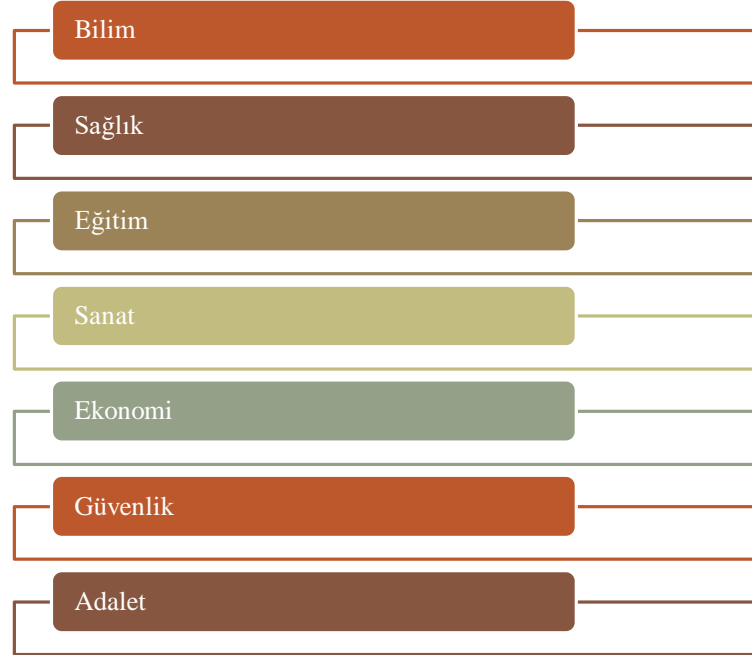 Bilim
Sağlık
Eğitim
Sanat
Ekonomi
Güvenlik
Adalet